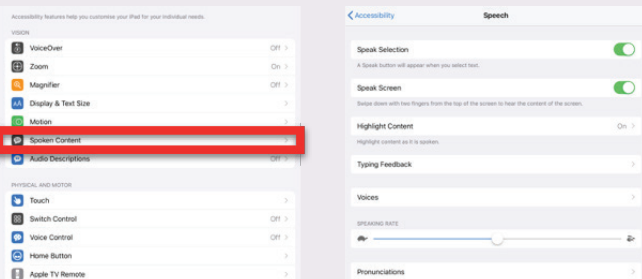 Accessibility features help you customise your iPad for your individual needs.
VISION
VoiceOver Off
Zoom On
Magnifier Off
AA Display & Text Size
Motion
Spoken Content
Audio Descriptions Off
PHYSICAL AND MOTOR
Touch
Switch Control Off
Voice Control Off
Home Button
Apple TV Remote
Accessibility Speech
Speak Selection
A Speak button will appear when you select text.
Speak Screen
Swipe down with two fingers from the top of the screen to hear the content of the screen.
Highlight Content On
Highlight content as it is spoken.
Typing Feedback
Voices
SPEAKING RATE
Pronunciations